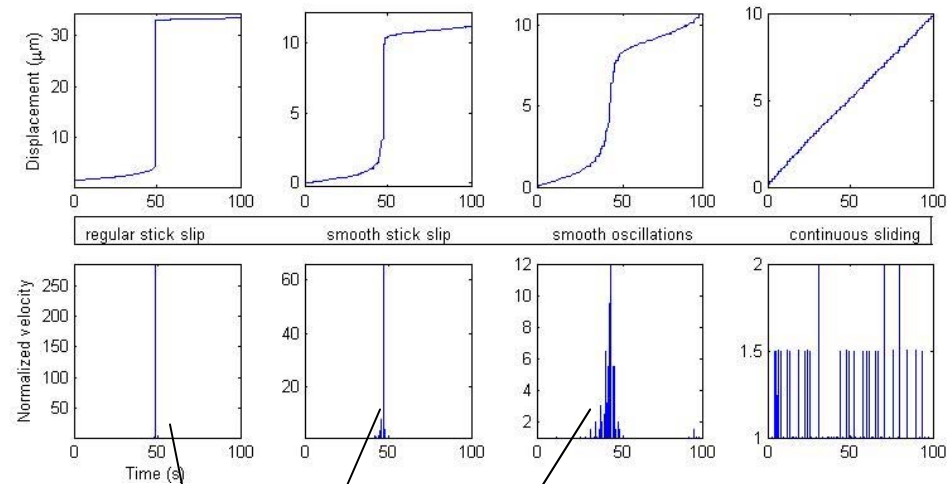 Displacement (μm)
30
20
10
0 50 100
10
5
0
0 50 100
10
5
0
0 50 100
10
5
0
0 50 100
regular stick slip smooth stick slip smooth oscillations continuous sliding
Normalized velocity
250
200
150
100
50
0 50 100
Time (s)
60
40
20
0 50 100
12
10
8
6
4
2
0 50 100
2
1.5
1
0 50 100